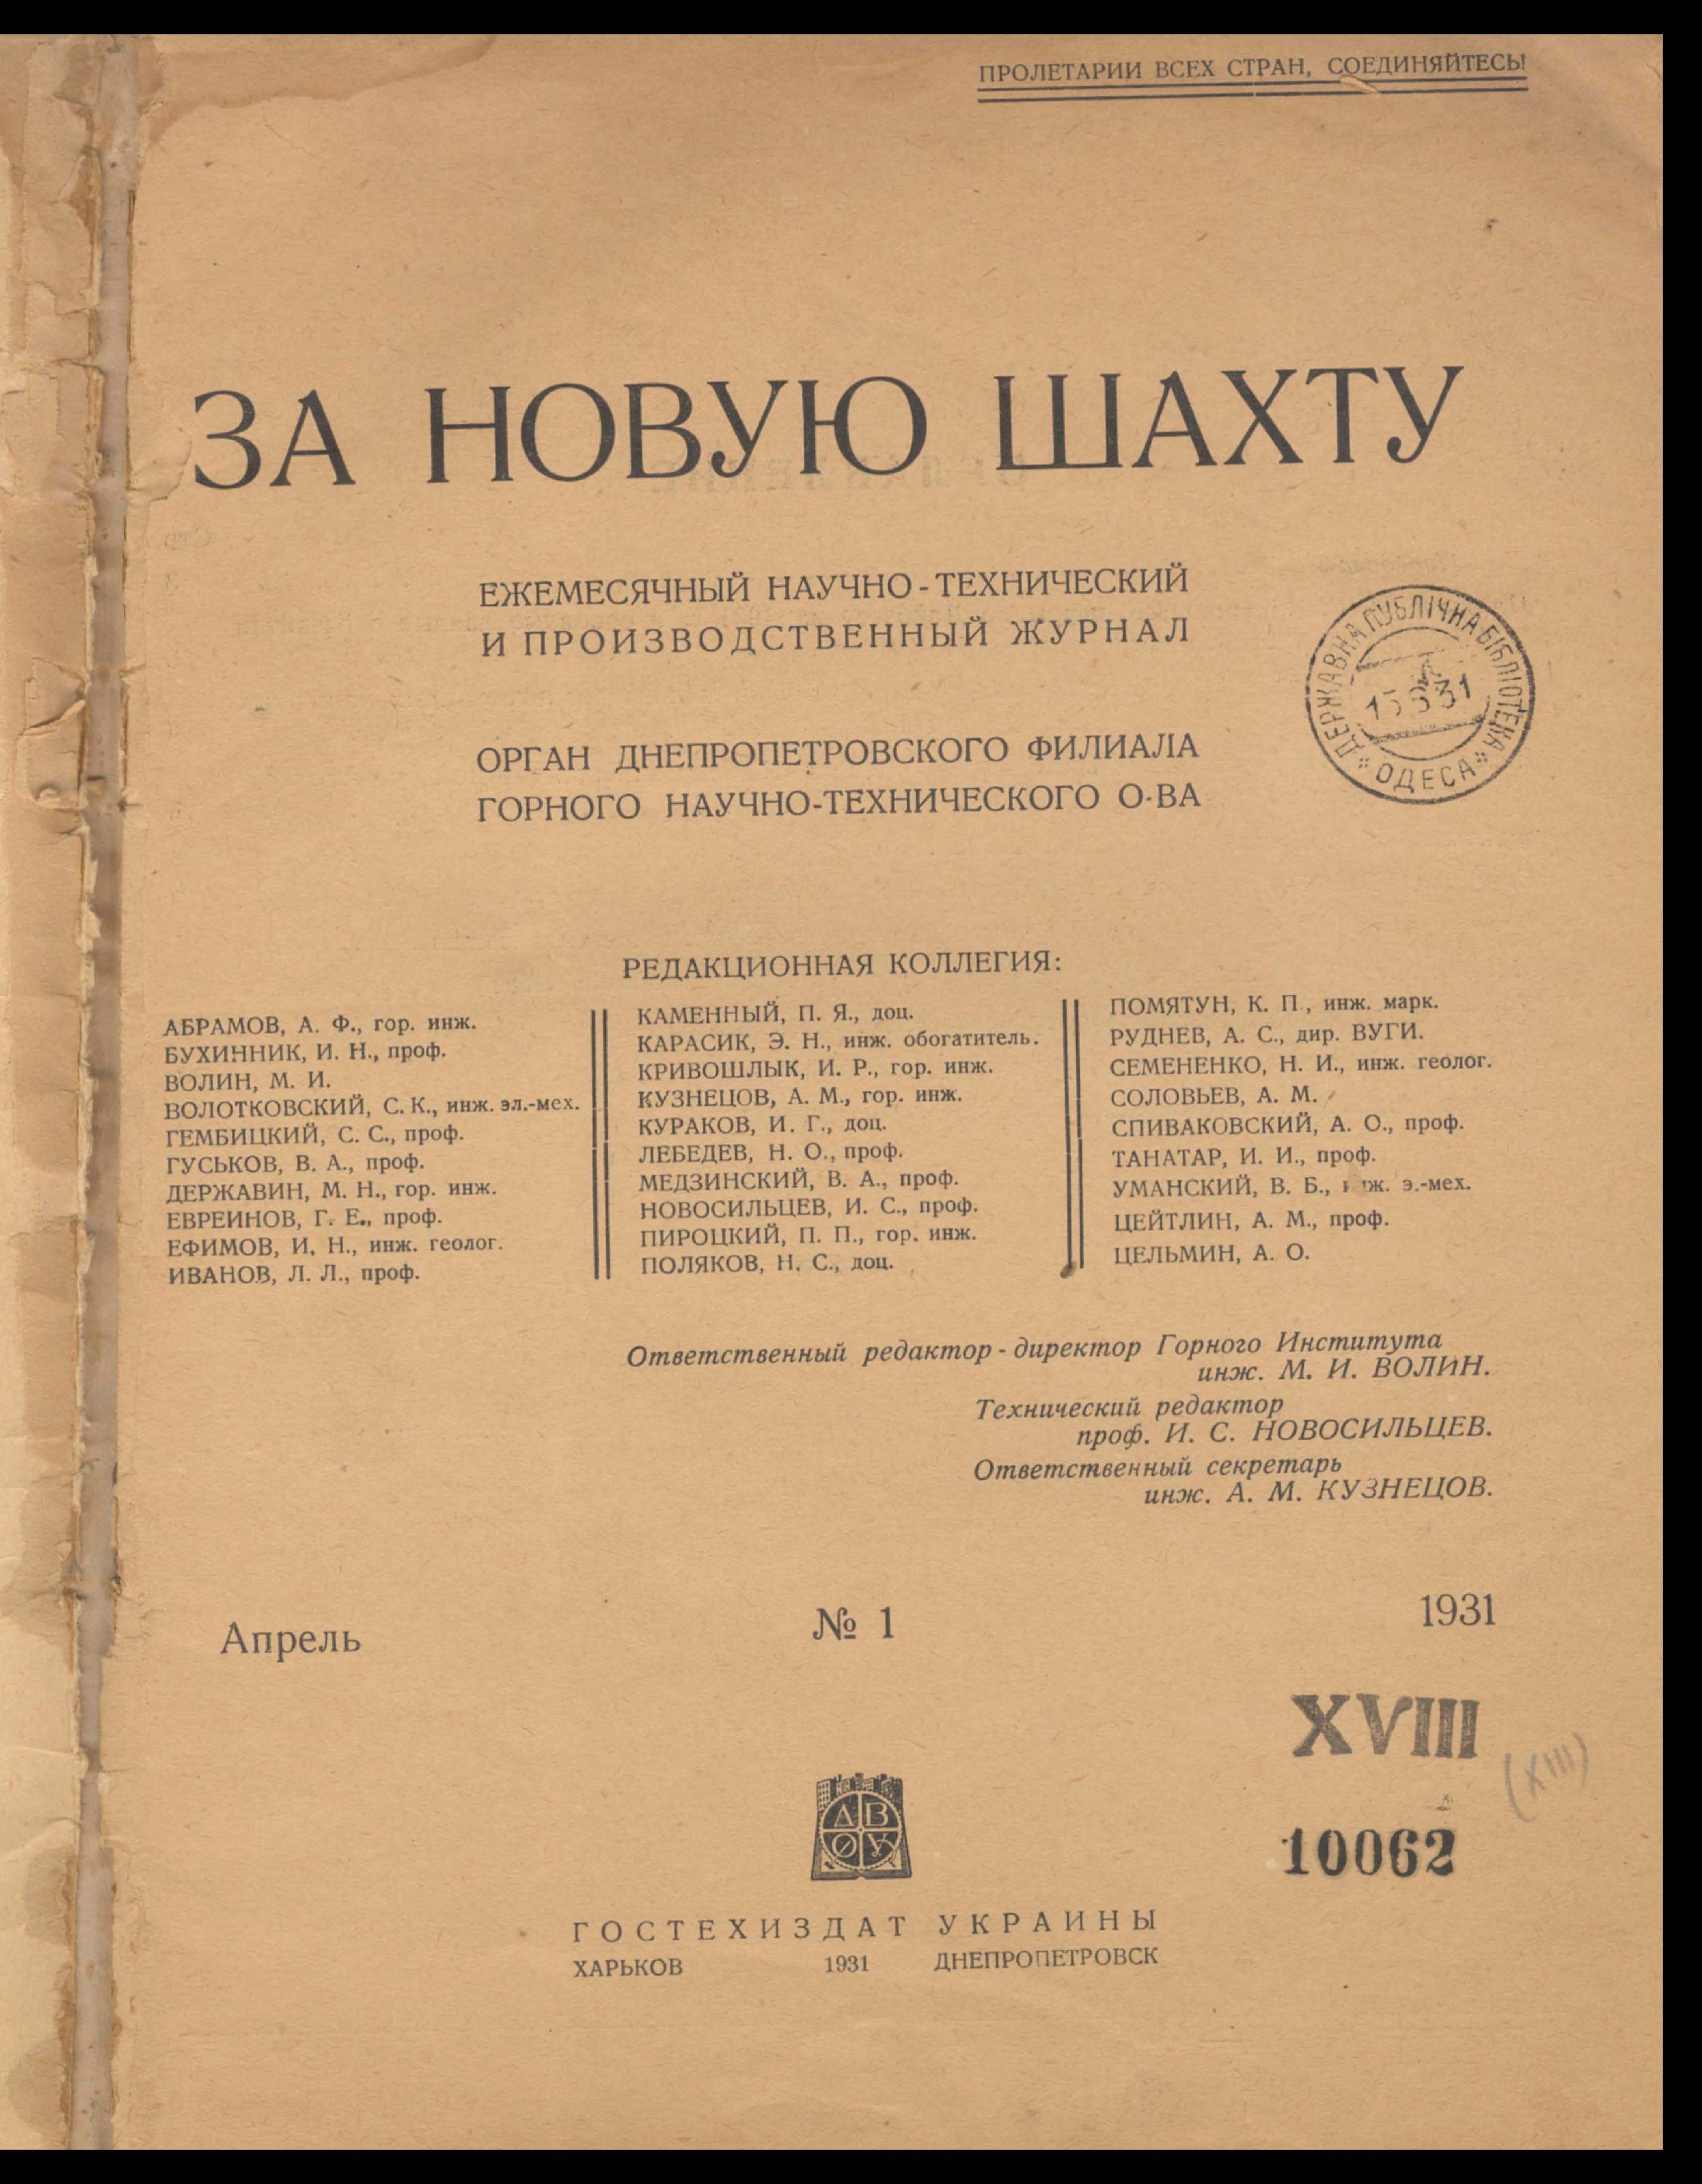 ПРОЛЕТАРИИ ВСЕХ СТРАН, СОЕДИНЯЙТЕСЬ!
ЗА НОВУЮ ШАХТУ
ЕЖЕМЕСЯЧНЫЙ НАУЧНО-ТЕХНИЧЕСКИЙ
И ПРОИЗВОДСТВЕННЫЙ ЖУРНАЛ
ДЕРЖАВНА ПУБЛІЧНА БІБЛІОТЕКА
ОДЕСА
ОРГАН ДНЕПРОПЕТРОВСКОГО ФИЛИАЛА
ГОРНОГО НАУЧНО-ТЕХНИЧЕСКОГО О-ВА
РЕДАКЦИОННАЯ КОЛЛЕГИЯ:
АБРАМОВ, А. Ф., гор. инж.
БУХИННИК, И. Н., проф.
ВОЛИН, М. И.
ВОЛОТКОВСКИЙ, С. К., инж. эл.-мех.
ГЕМБИЦКИЙ, С. С., проф.
ГУСЬКОВ, В. А., проф.
ДЕРЖАВИН, М. Н., гор. инж.
ЕВРЕИНОВ, Г. Е., проф.
ЕФИМОВ, И. Н., инж. геолог.
ИВАНОВ, Л. Л., проф.
КАМЕННЫЙ, П. Я., доц.
КАРАСИК, Э. Н., инж. обогатитель.
КРИВОШЛЫК, И. Р., гор. инж.
КУЗНЕЦОВ, А. М., гор. инж.
КУРАКОВ, И. Г., доц.
ЛЕБЕДЕВ, Н. О., проф.
МЕДЗИНСКИЙ, В. А., проф.
НОВОСИЛЬЦЕВ, И. С., проф.
ПИРОЦКИЙ, П. П., гор. инж.
ПОЛЯКОВ, Н. С., доц.
ПОМЯТУН, К. П., инж. марк.
РУДНЕВ, А. С., дир. ВУГИ.
СЕМЕНЕНКО, Н. И., инж. геолог.
СОЛОВЬЕВ, А. М.
СПИВАКОВСКИЙ, А. О., проф.
ТАНАТАР, И. И., проф.
УМАНСКИЙ, В. Б., инж. э.-мех.
ЦЕЙТЛИН, А. М., проф.
ЦЕЛЬМИН, А. О.
Ответственный редактор - директор Горного Института
инж. М. И. ВОЛИН.
Технический редактор
проф. И. С. НОВОСИЛЬЦЕВ.
Ответственный секретарь
инж. А. М. КУЗНЕЦОВ.
Апрель № 1 1931
XVIII
(XIII)
10062
ДВОУ
ГОСТЕХИЗДАТ УКРАИНЫ
ХАРЬКОВ 1931 ДНЕПРОПЕТРОВСК